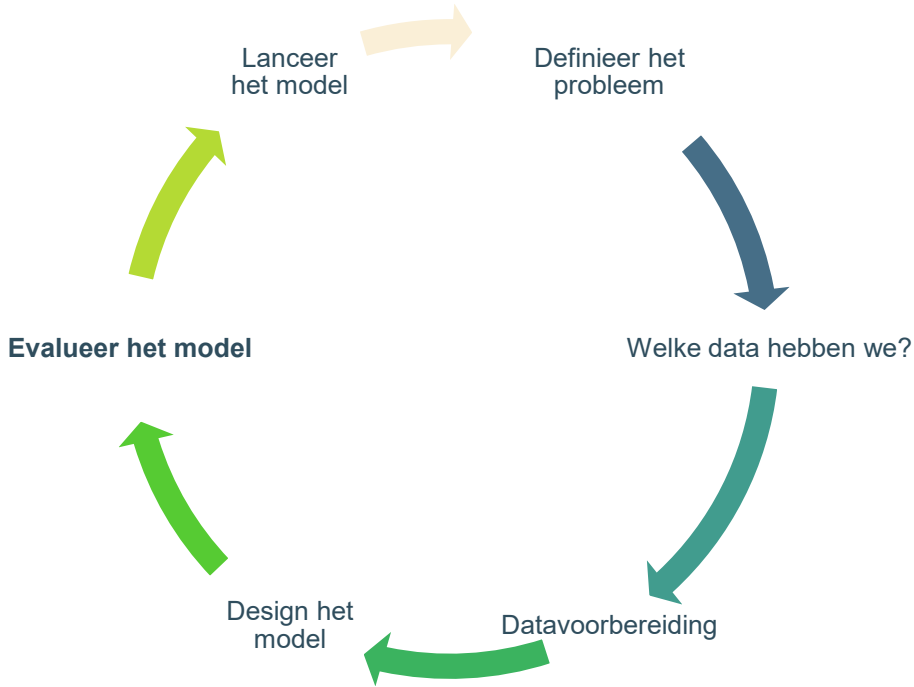 Lanceer
het model
Definieer het
probleem
Evalueer het model
Welke data hebben we?
Design het
model
Datavoorbereiding